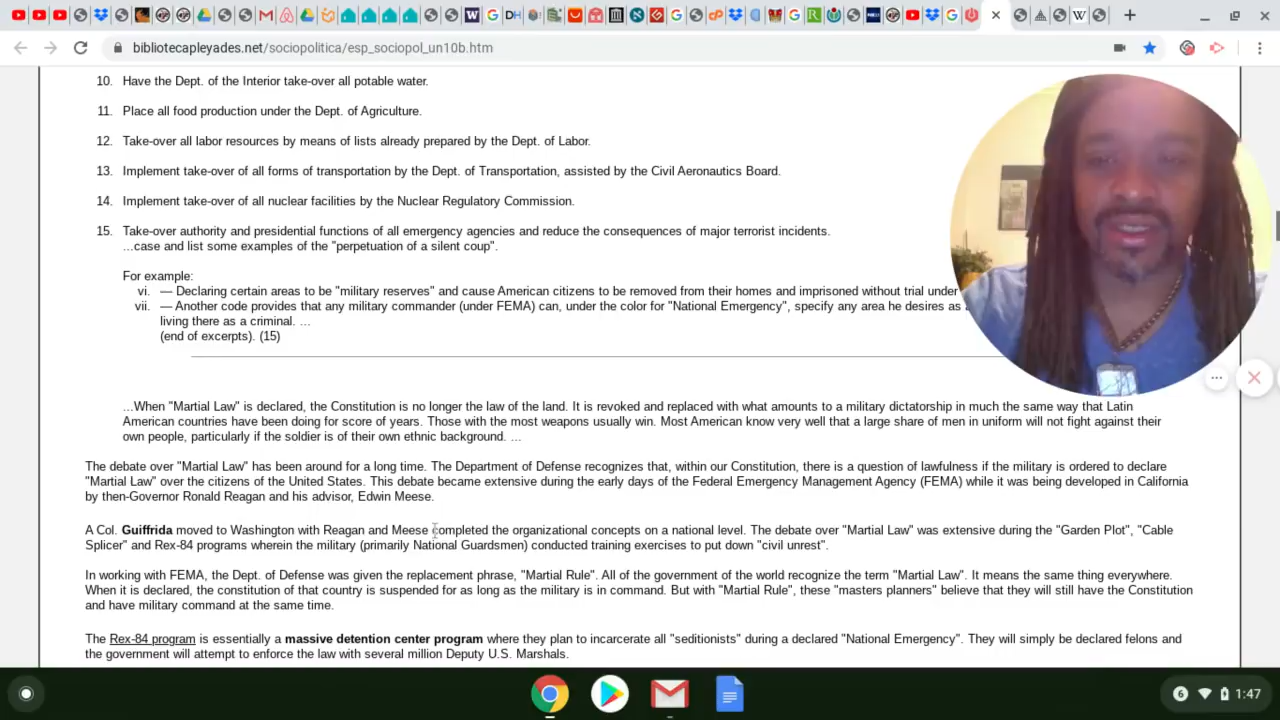 bibliotecapleyades.net/sociopolitica/esp_sociopol_un10b.htm
10. Have the Dept. of the Interior take-over all potable water.
11. Place all food production under the Dept. of Agriculture.
12. Take-over all labor resources by means of lists already prepared by the Dept. of Labor.
13. Implement take-over of all forms of transportation by the Dept. of Transportation, assisted by the Civil Aeronautics Board.
14. Implement take-over of all nuclear facilities by the Nuclear Regulatory Commission.
15. Take-over authority and presidential functions of all emergency agencies and reduce the consequences of major terrorist incidents.
...case and list some examples of the "perpetuation of a silent coup".
For example:
vi. — Declaring certain areas to be "military reserves" and cause American citizens to be removed from their homes and imprisoned without trial under
vii. — Another code provides that any military commander (under FEMA) can, under the color for "National Emergency", specify any area he desires as
living there as a criminal. ...
(end of excerpts). (15)
...When "Martial Law" is declared, the Constitution is no longer the law of the land. It is revoked and replaced with what amounts to a military dictatorship in much the same way that Latin
American countries have been doing for score of years. Those with the most weapons usually win. Most American know very well that a large share of men in uniform will not fight against their
own people, particularly if the soldier is of their own ethnic background. ...
The debate over "Martial Law" has been around for a long time. The Department of Defense recognizes that, within our Constitution, there is a question of lawfulness if the military is ordered to declare
"Martial Law" over the citizens of the United States. This debate became extensive during the early days of the Federal Emergency Management Agency (FEMA) while it was being developed in California
by then-Governor Ronald Reagan and his advisor, Edwin Meese.
A Col. Guiffrida moved to Washington with Reagan and Meese completed the organizational concepts on a national level. The debate over "Martial Law" was extensive during the "Garden Plot", "Cable
Splicer" and Rex-84 programs wherein the military (primarily National Guardsmen) conducted training exercises to put down "civil unrest".
In working with FEMA, the Dept. of Defense was given the replacement phrase, "Martial Rule". All of the government of the world recognize the term "Martial Law". It means the same thing everywhere.
When it is declared, the constitution of that country is suspended for as long as the military is in command. But with "Martial Rule", these "masters planners" believe that they will still have the Constitution
and have military command at the same time.
The Rex-84 program is essentially a massive detention center program where they plan to incarcerate all "seditionists" during a declared "National Emergency". They will simply be declared felons and
the government will attempt to enforce the law with several million Deputy U.S. Marshals.
6 1:47